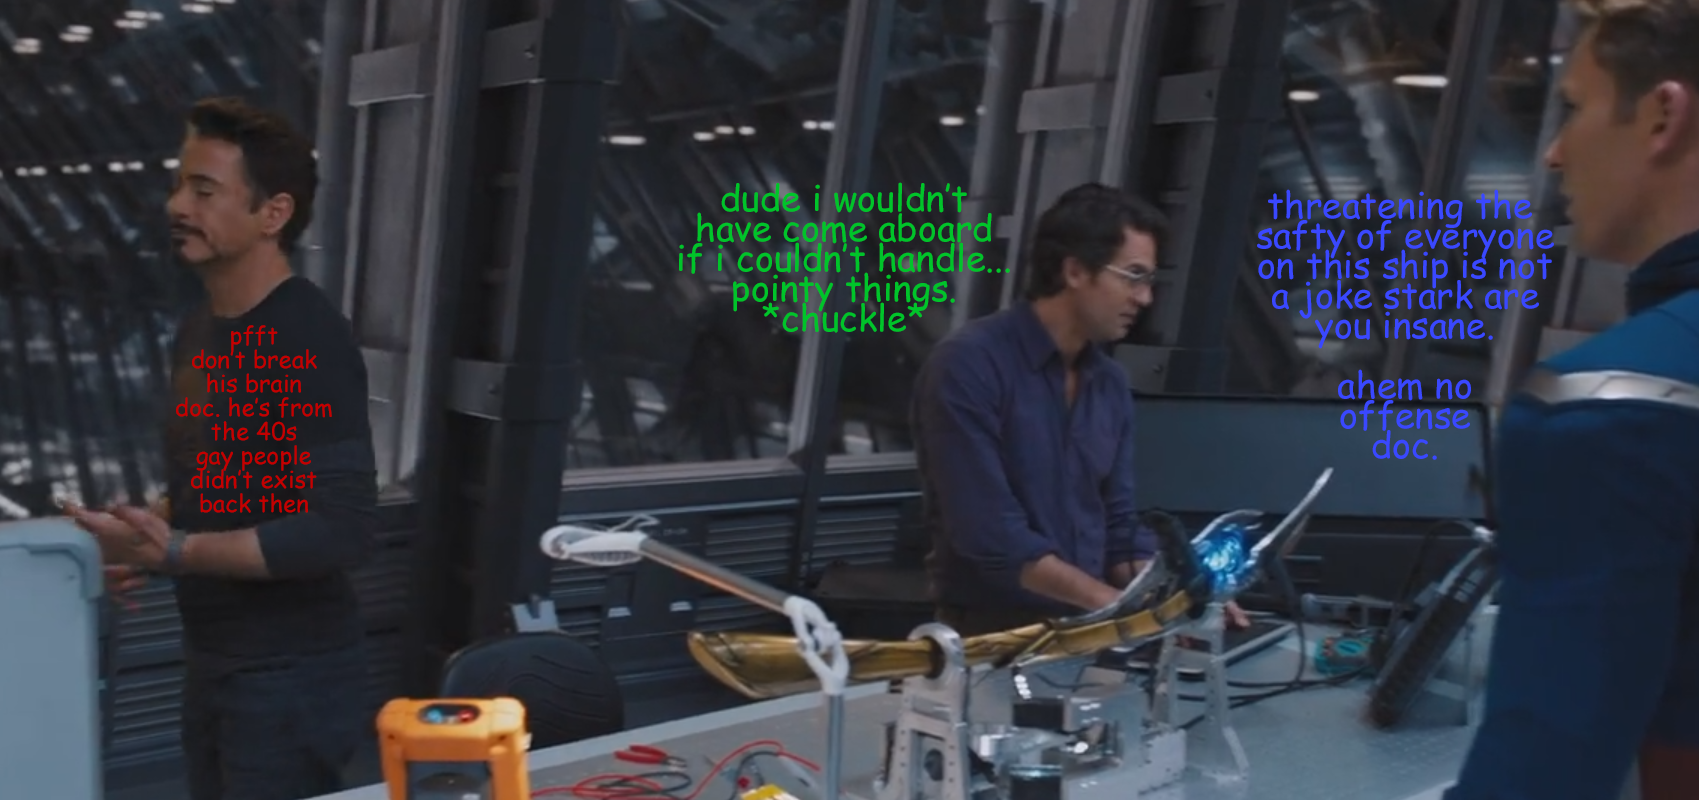 pfft
don't break
his brain
doc. he's from
the 40s
gay people
didn't exist
back then
dude i wouldn't
have come aboard
if i couldn't handle...
pointy things.
*chuckle*
threatening the
safty of everyone
on this ship is not
a joke stark are
you insane.
ahem no
offense
doc.